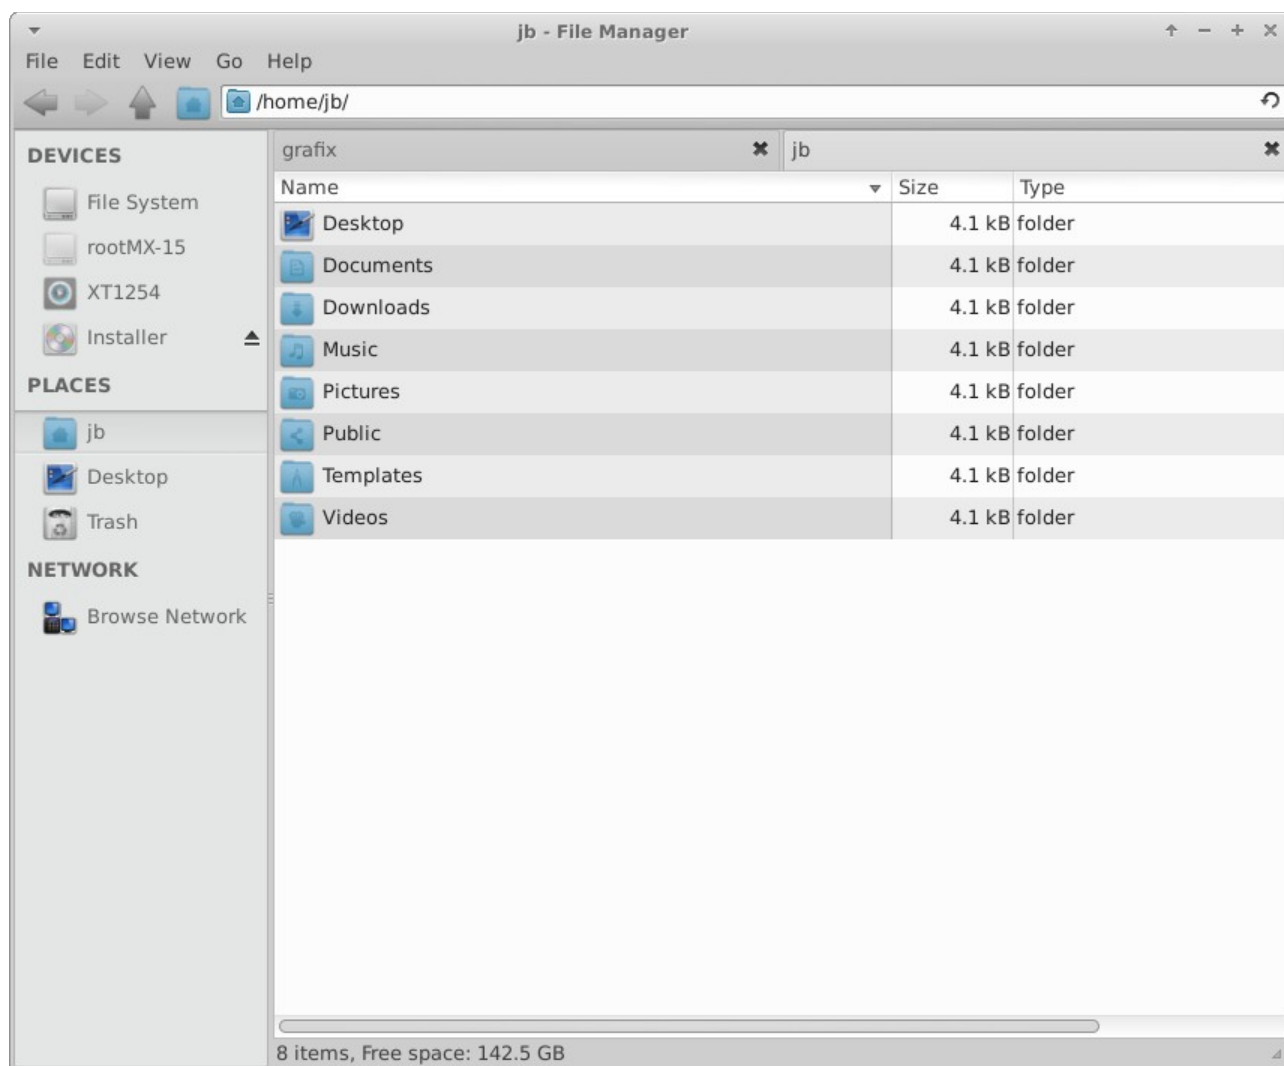 jb - File Manager
File Edit View Go Help
/home/jb/
DEVICES
File System
rootMX-15
XT1254
Installer
PLACES
jb
Desktop
Trash
NETWORK
Browse Network
grafix jb
Name Size Type
Desktop 4.1 kB folder
Documents 4.1 kB folder
Downloads 4.1 kB folder
Music 4.1 kB folder
Pictures 4.1 kB folder
Public 4.1 kB folder
Templates 4.1 kB folder
Videos 4.1 kB folder
8 items, Free space: 142.5 GB